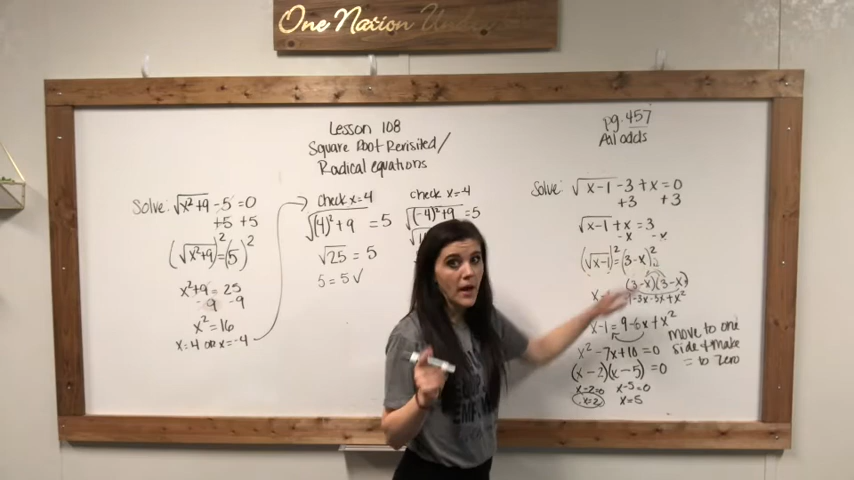 One Nation Unde
Lesson 108
Square Root Revisited/
Radical equations
pg. 457
All odds
Solve: √x²+9 - 5 = 0
+5 +5
(√x²+9)² = (5)²
x²+9 = 25
-9 -9
x² = 16
x=4 or x=-4
Check x=4
√(4)²+9 = 5
√25 = 5
5 = 5 ✓
Check x=-4
√(-4)²+9 = 5
Solve: √x-1 - 3 + x = 0
+3 +3
√x-1 + x = 3
-x -x
(√x-1)² = (3-x)²
(3-x)(3-x)
9-3x-3x+x²
x-1 = 9-6x+x²
x²-7x+10 = 0
(x-2)(x-5) = 0
x-2=0 x-5=0
x=2 x=5
move to one
side & make
= to zero